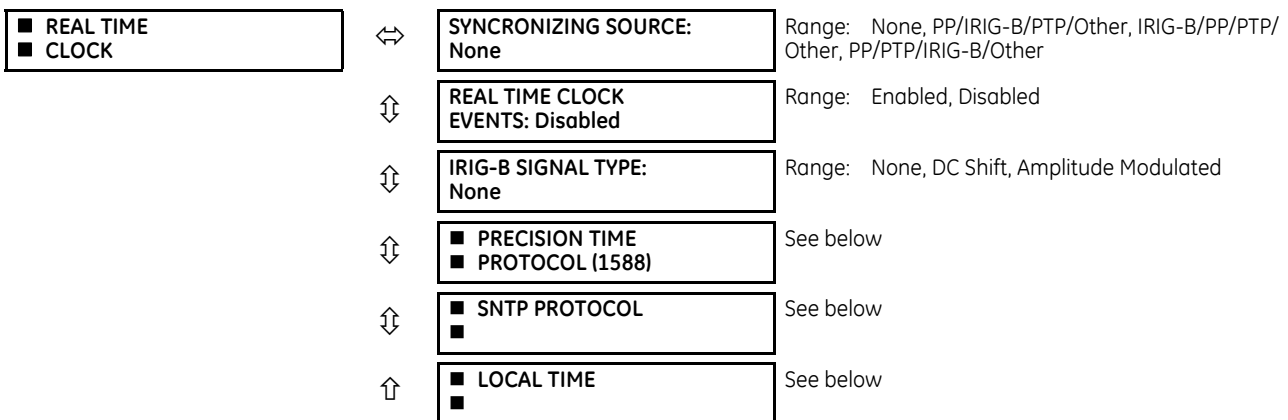 ■ REAL TIME
■ CLOCK
SYNCRONIZING SOURCE:
None
Range: None, PP/IRIG-B/PTP/Other, IRIG-B/PP/PTP/
Other, PP/PTP/IRIG-B/Other
REAL TIME CLOCK
EVENTS: Disabled
Range: Enabled, Disabled
IRIG-B SIGNAL TYPE:
None
Range: None, DC Shift, Amplitude Modulated
■ PRECISION TIME
■ PROTOCOL (1588)
See below
■ SNTP PROTOCOL
■
See below
■ LOCAL TIME
■
See below